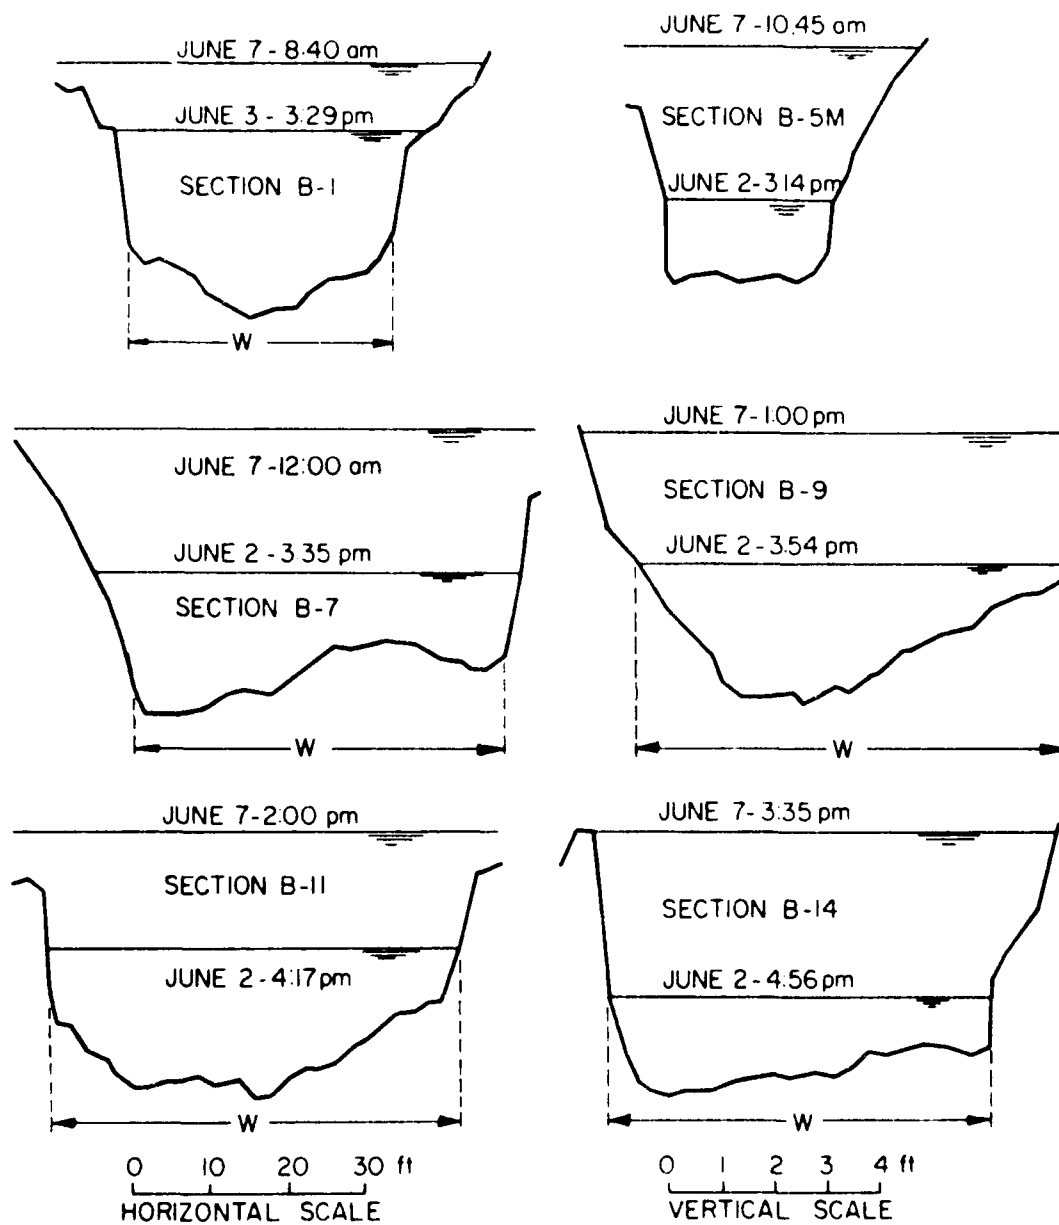 JUNE 7-8:40 am
JUNE 3-3:29 pm
SECTION B-1
W
JUNE 7-10.45 am
SECTION B-5M
JUNE 2-3.14 pm
JUNE 7-12:00 am
JUNE 2-3.35 pm
SECTION B-7
W
JUNE 7-1:00 pm
SECTION B-9
JUNE 2-3.54 pm
W
JUNE 7-2:00 pm
SECTION B-11
JUNE 2-4:17 pm
W
JUNE 7-3:35 pm
SECTION B-14
JUNE 2-4:56 pm
W
0 10 20 30 ft
HORIZONTAL SCALE
0 1 2 3 4 ft
VERTICAL SCALE